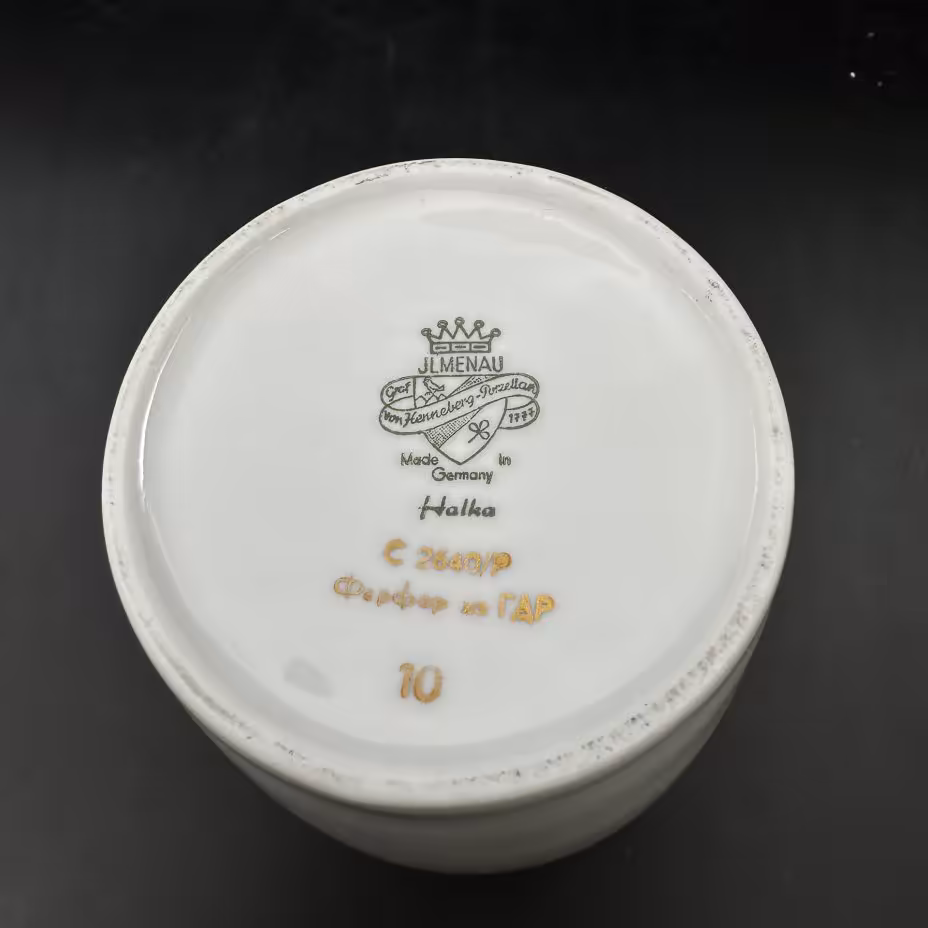 JLMENAU
Graf
von Henneberg-Porzellan
1777
Made in
Germany
Halka
C 2640/P
Фарфор из ГДР
10